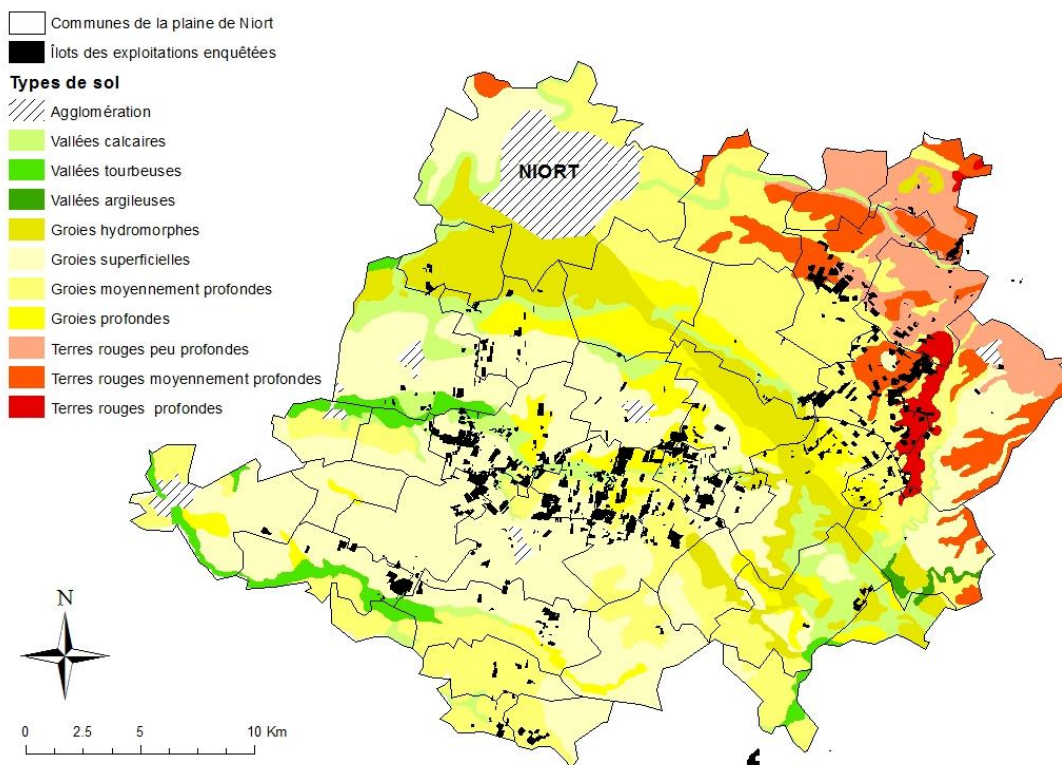 Communes de la plaine de Niort
Îlots des exploitations enquêtées
Types de sol
Agglomération
Vallées calcaires
Vallées tourbeuses
Vallées argileuses
Groies hydromorphes
Groies superficielles
Groies moyennement profondes
Groies profondes
Terres rouges peu profondes
Terres rouges moyennement profondes
Terres rouges profondes
NIORT
N
0 2.5 5 10 Km